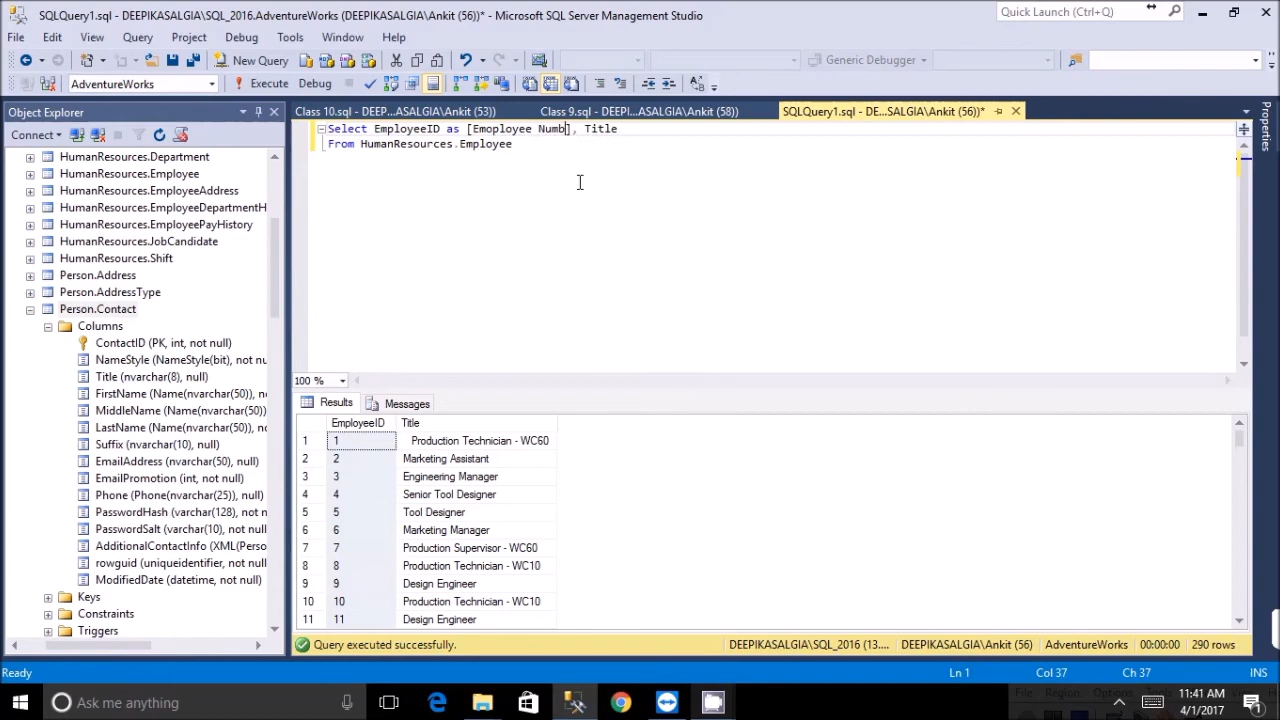 SQLQuery1.sql - DEEPIKASALGIA\SQL_2016.AdventureWorks (DEEPIKASALGIA\Ankit (56))* - Microsoft SQL Server Management Studio
Quick Launch (Ctrl+Q)
File Edit View Query Project Debug Tools Window Help
New Query
Generic Debugger
AdventureWorks
Execute Debug
Object Explorer
Class 10.sql - DEEP...ASALGIA\Ankit (53))
Class 9.sql - DEEPI...ASALGIA\Ankit (58))
SQLQuery1.sql - DE...ASALGIA\Ankit (56))*
Properties
Connect
HumanResources.Department
HumanResources.Employee
HumanResources.EmployeeAddress
HumanResources.EmployeeDepartmentH
HumanResources.EmployeePayHistory
HumanResources.JobCandidate
HumanResources.Shift
Person.Address
Person.AddressType
Person.Contact
Columns
ContactID (PK, int, not null)
NameStyle (NameStyle(bit), not nu
Title (nvarchar(8), null)
FirstName (Name(nvarchar(50)), n
MiddleName (Name(nvarchar(50))
LastName (Name(nvarchar(50)), n
Suffix (nvarchar(10), null)
EmailAddress (nvarchar(50), null)
EmailPromotion (int, not null)
Phone (Phone(nvarchar(25)), null)
PasswordHash (varchar(128), not
PasswordSalt (varchar(10), not null)
AdditionalContactInfo (XML(Perso
rowguid (uniqueidentifier, not null)
ModifiedDate (datetime, not null)
Keys
Constraints
Triggers
Select EmployeeID as [Emoployee Numb], Title
From HumanResources.Employee
100 %
Results Messages
EmployeeID Title
1 1 Production Technician - WC60
2 2 Marketing Assistant
3 3 Engineering Manager
4 4 Senior Tool Designer
5 5 Tool Designer
6 6 Marketing Manager
7 7 Production Supervisor - WC60
8 8 Production Technician - WC10
9 9 Design Engineer
10 10 Production Technician - WC10
11 11 Design Engineer
Query executed successfully.
DEEPIKASALGIA\SQL_2016 (13.... DEEPIKASALGIA\Ankit (56) AdventureWorks 00:00:00 290 rows
Ready
Ln 1 Col 37 Ch 37 INS
File Region Options
Ask me anything
11:41 AM
4/1/2017